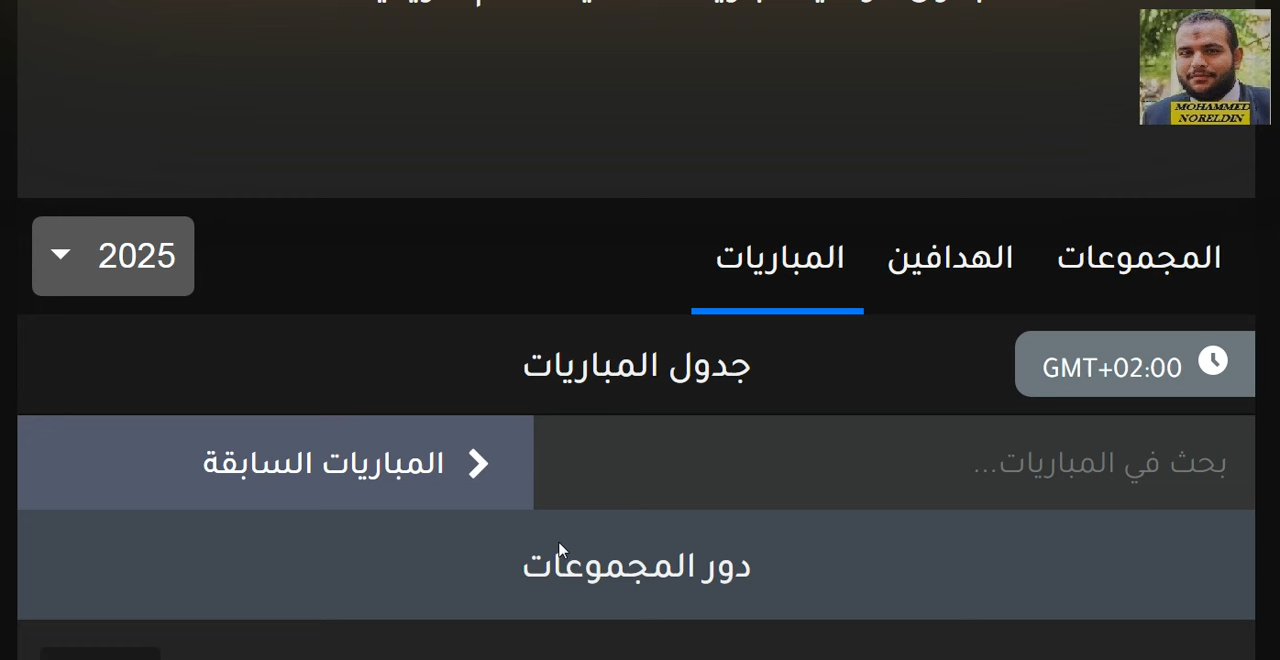 MOHAMMED
NORELDIN
المجموعات الهدافين المباريات 2025
GMT+02:00 جدول المباريات
بحث في المباريات... المباريات السابقة
دور المجموعات